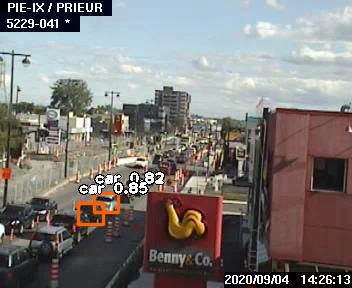 PIE-IX / PRIEUR
5229-041 *
car 0.82
car 0.85
Benny&Co.
2020/09/04 14:26:13